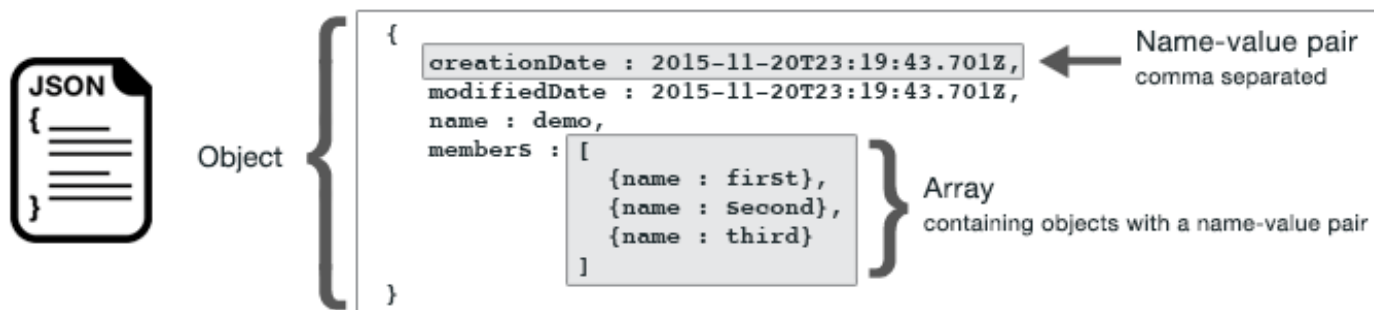 JSON
{
}
Object
{
creationDate : 2015-11-20T23:19:43.701Z,
modifiedDate : 2015-11-20T23:19:43.701Z,
name : demo,
members : [
{name : first},
{name : second},
{name : third}
]
}
Name-value pair
comma separated
Array
containing objects with a name-value pair